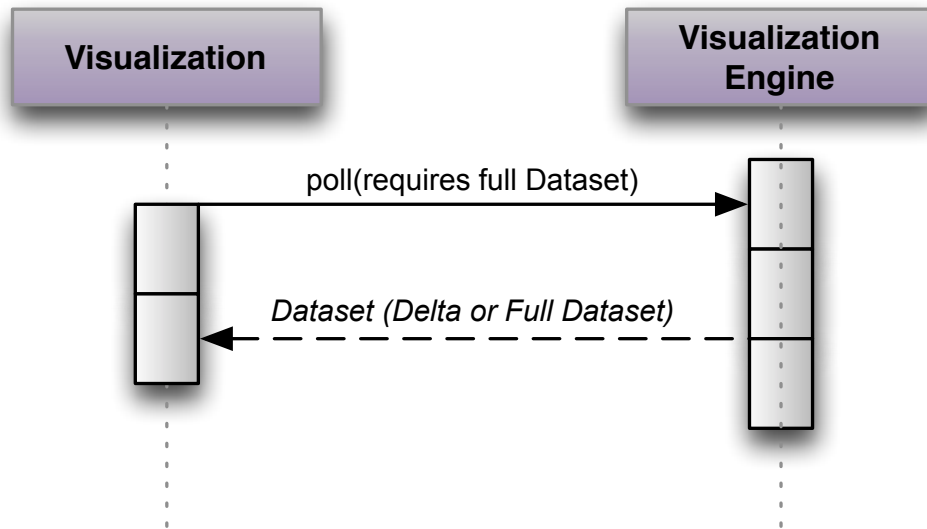 Visualization
Visualization
Engine
poll(requires full Dataset)
Dataset (Delta or Full Dataset)